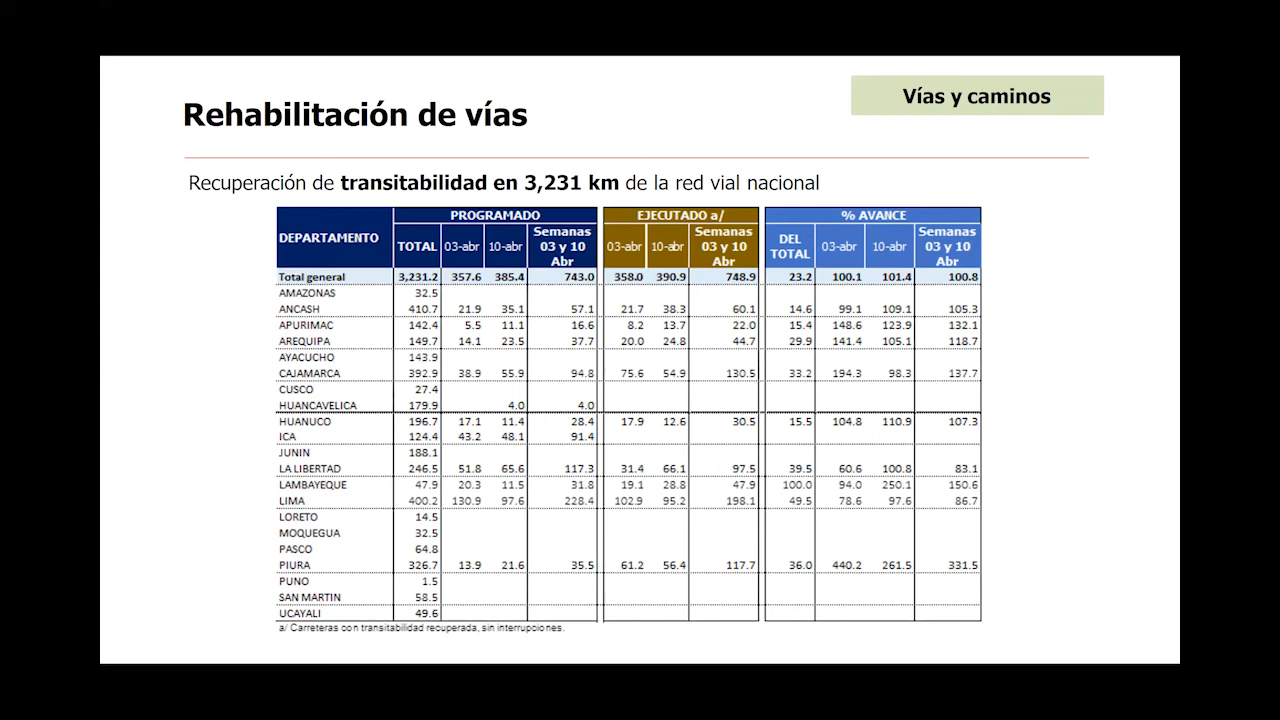 Vías y caminos
Rehabilitación de vías
Recuperación de transitabilidad en 3,231 km de la red vial nacional
DEPARTAMENTO PROGRAMADO EJECUTADO a/ % AVANCE
TOTAL 03-abr 10-abr Semanas 03 y 10 Abr 03-abr 10-abr Semanas 03 y 10 Abr DEL TOTAL 03-abr 10-abr Semanas 03 y 10 Abr
Total general 3,231.2 357.6 385.4 743.0 358.0 390.9 748.9 23.2 100.1 101.4 100.8
AMAZONAS 32.5
ANCASH 410.7 21.9 35.1 57.1 21.7 38.3 60.1 14.6 99.1 109.1 105.3
APURIMAC 142.4 5.5 11.1 16.6 8.2 13.7 22.0 15.4 148.6 123.9 132.1
AREQUIPA 149.7 14.1 23.5 37.7 20.0 24.8 44.7 29.9 141.4 105.1 118.7
AYACUCHO 143.9
CAJAMARCA 392.9 38.9 55.9 94.8 75.6 54.9 130.5 33.2 194.3 98.3 137.7
CUSCO 27.4
HUANCAVELICA 179.9 4.0 4.0
HUANUCO 196.7 17.1 11.4 28.4 17.9 12.6 30.5 15.5 104.8 110.9 107.3
ICA 124.4 43.2 48.1 91.4
JUNIN 188.1
LA LIBERTAD 246.5 51.8 65.6 117.3 31.4 66.1 97.5 39.5 60.6 100.8 83.1
LAMBAYEQUE 47.9 20.3 11.5 31.8 19.1 28.8 47.9 100.0 94.0 250.1 150.6
LIMA 400.2 130.9 97.6 228.4 102.9 95.2 198.1 49.5 78.6 97.6 86.7
LORETO 14.5
MOQUEGUA 32.5
PASCO 64.8
PIURA 326.7 13.9 21.6 35.5 61.2 56.4 117.7 36.0 440.2 261.5 331.5
PUNO 1.5
SAN MARTIN 58.5
UCAYALI 49.6
a/ Carreteras con transitabilidad recuperada, sin interrupciones.